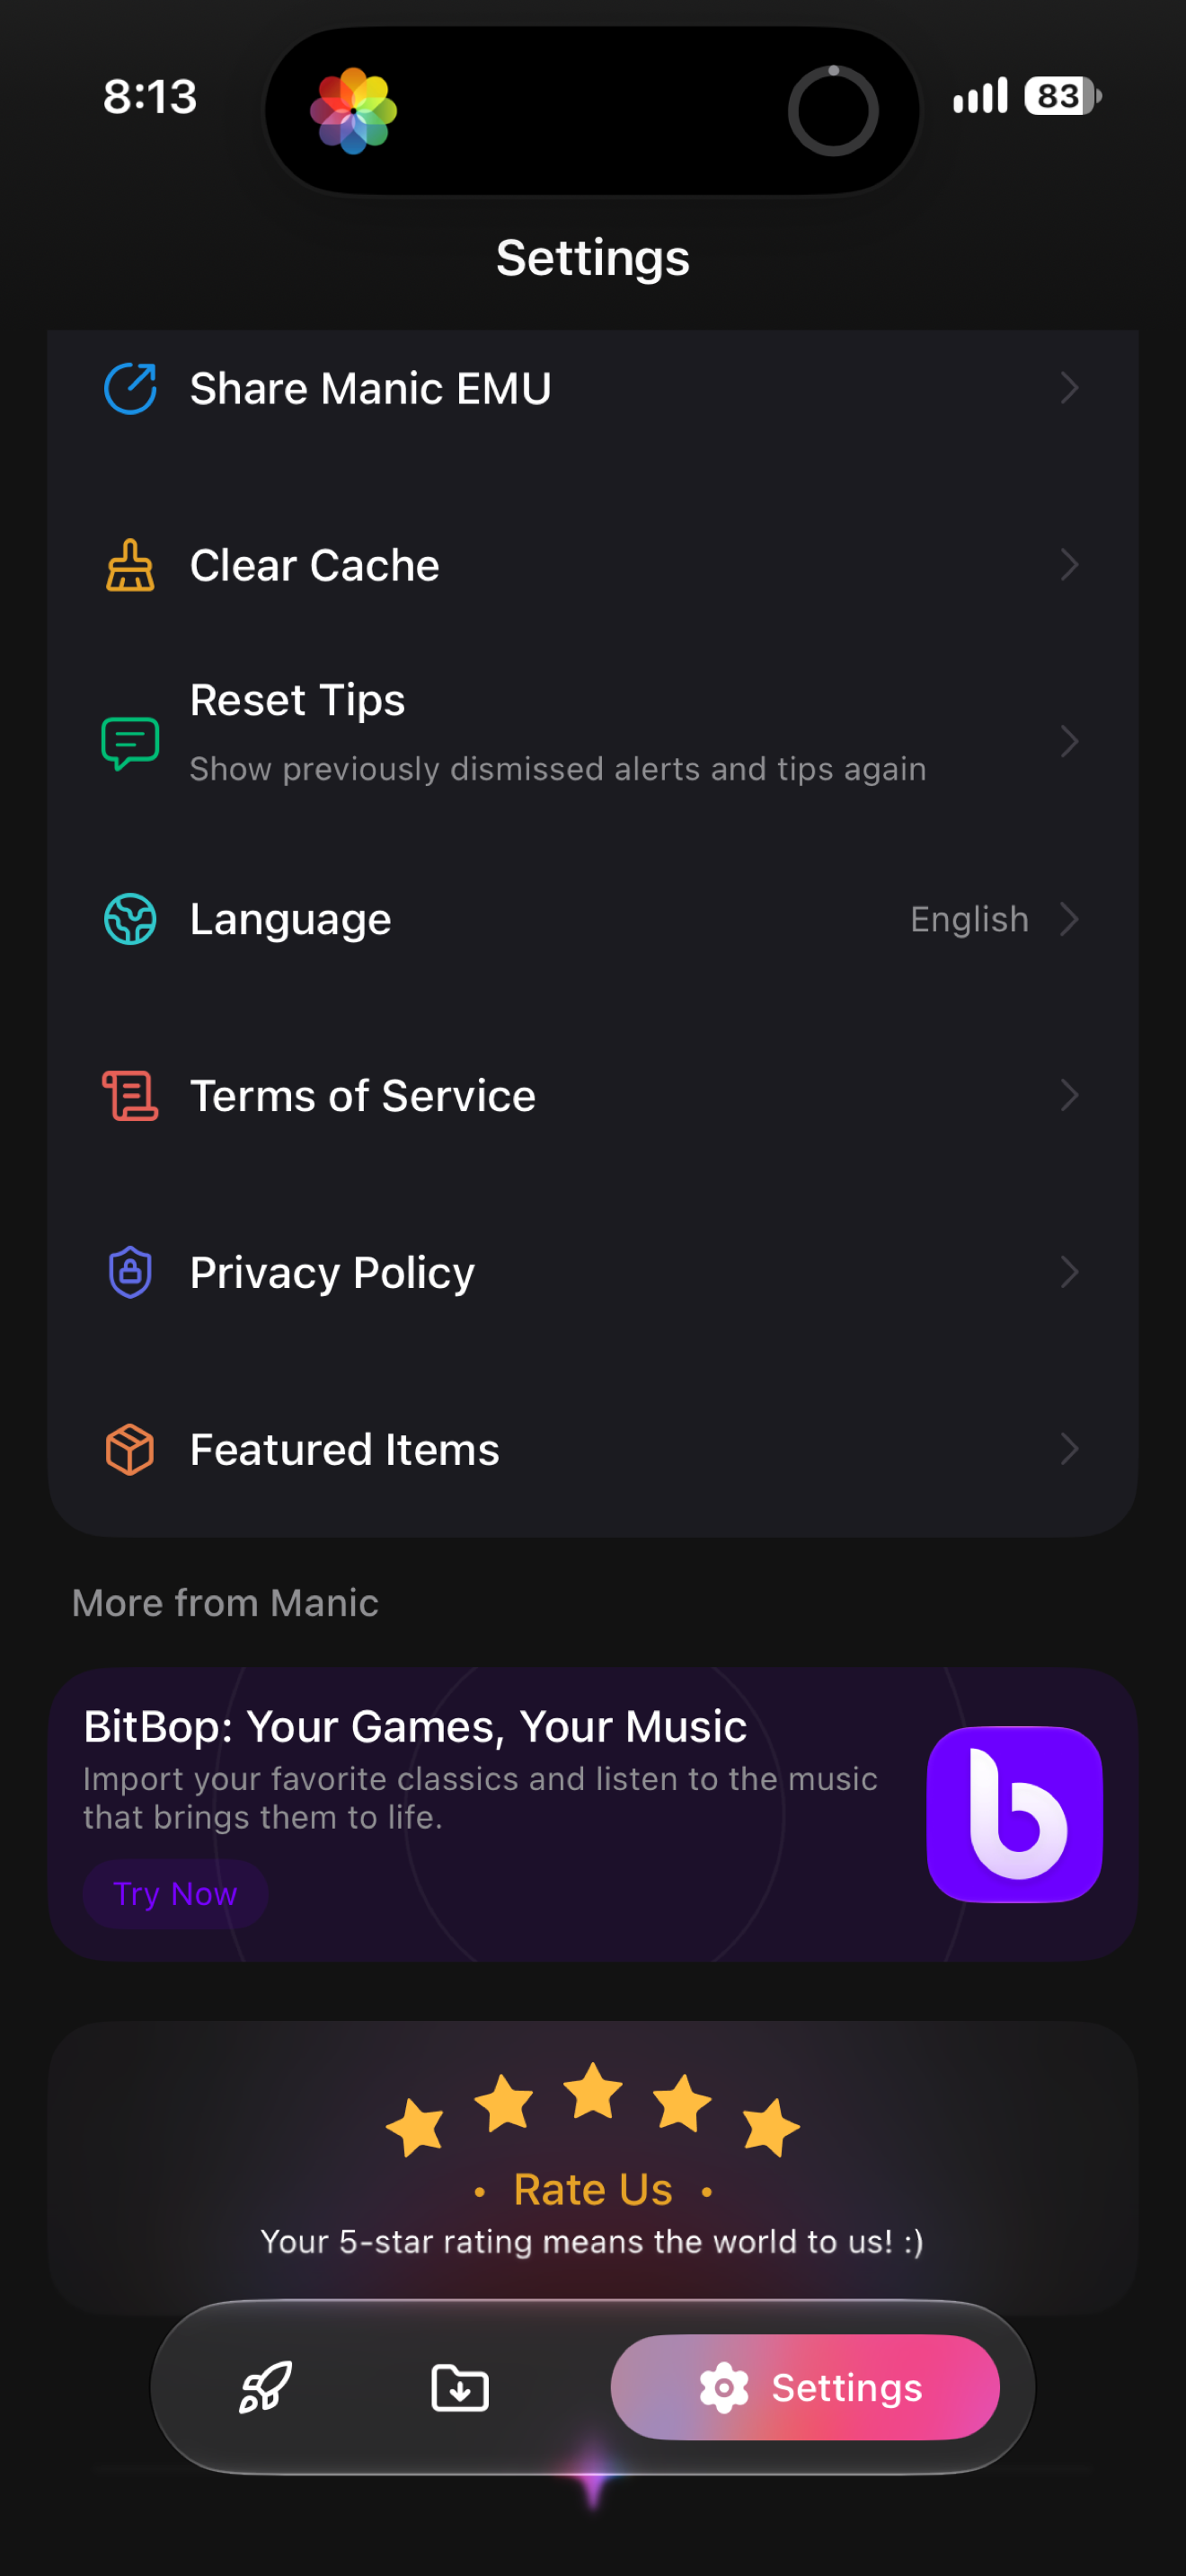 8:13
83
Settings
Share Manic EMU
Clear Cache
Reset Tips
Show previously dismissed alerts and tips again
Language
English
Terms of Service
Privacy Policy
Featured Items
More from Manic
BitBop: Your Games, Your Music
Import your favorite classics and listen to the music
that brings them to life.
Try Now
• Rate Us •
Your 5-star rating means the world to us! :)
Settings